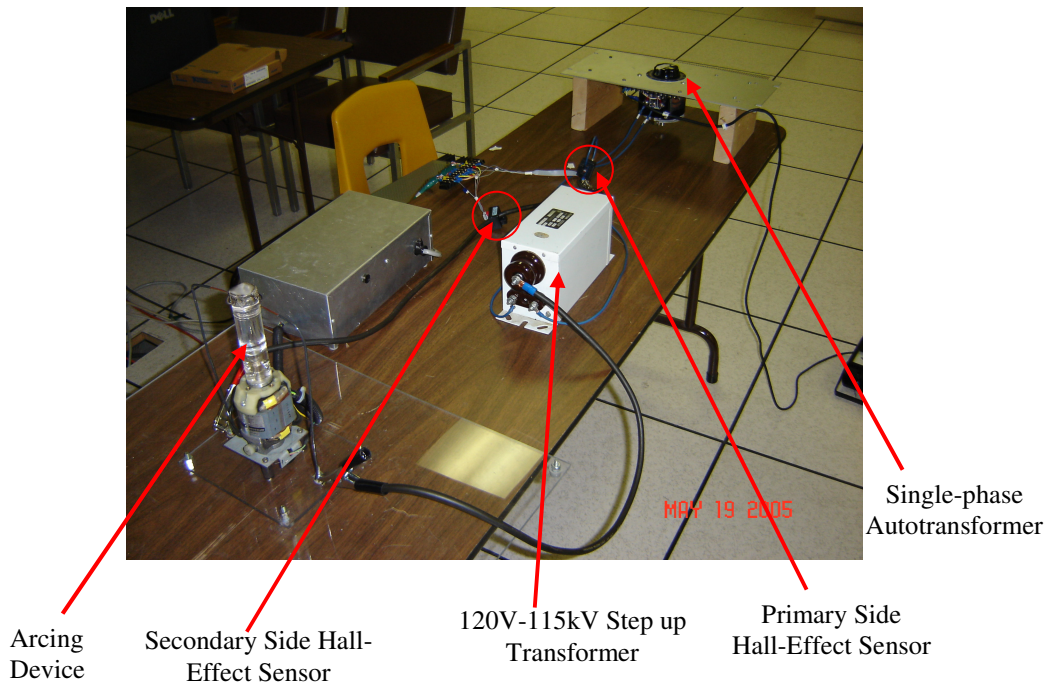 DELL
MAY 19 2005
Single-phase
Autotransformer
Primary Side
Hall-Effect Sensor
120V-115kV Step up
Transformer
Secondary Side Hall-
Effect Sensor
Arcing
Device